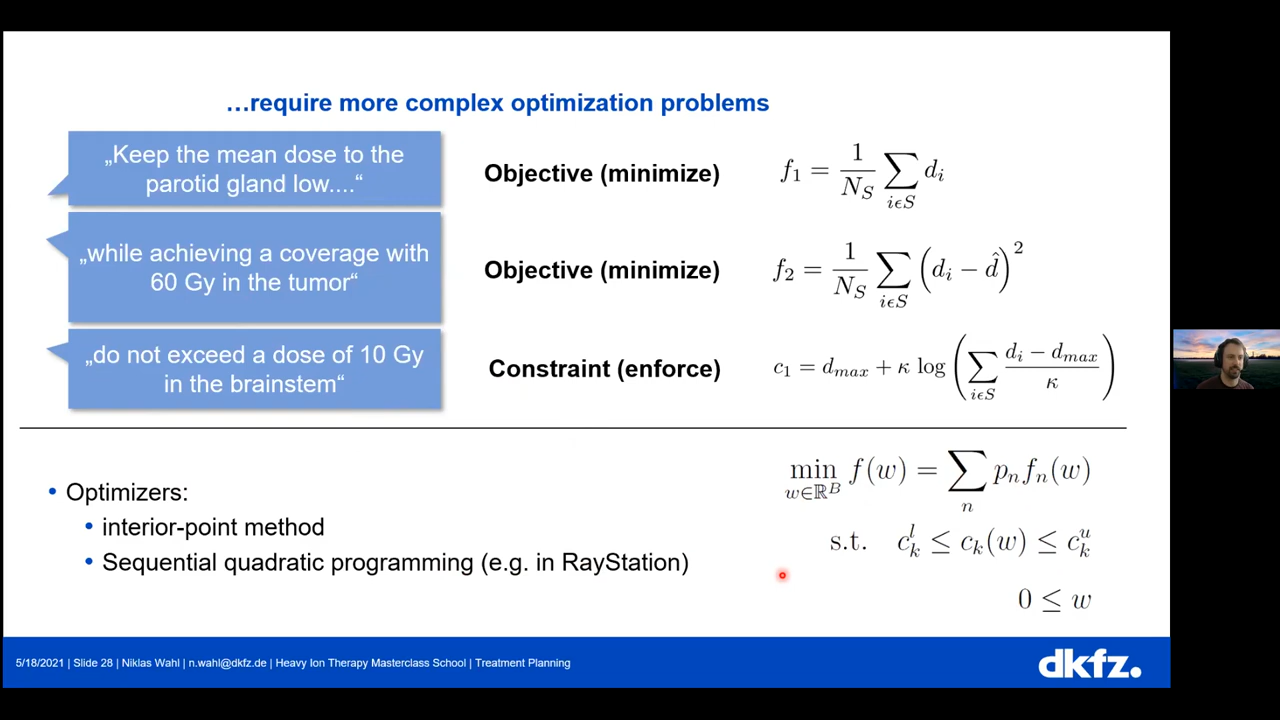 …require more complex optimization problems
„Keep the mean dose to the
parotid gland low....“
Objective (minimize)
f₁ = 1/N_S ∑_{iϵS} d_i
„while achieving a coverage with
60 Gy in the tumor“
Objective (minimize)
f₂ = 1/N_S ∑_{iϵS} (d_i − d̂)²
„do not exceed a dose of 10 Gy
in the brainstem“
Constraint (enforce)
c₁ = d_{max} + κ log (∑_{iϵS} (d_i − d_{max})/κ)
• Optimizers:
• interior-point method
• Sequential quadratic programming (e.g. in RayStation)
min_{w∈ℝ^B} f(w) = ∑_n p_n f_n(w)
s.t. c_k^l ≤ c_k(w) ≤ c_k^u
0 ≤ w
5/18/2021 | Slide 28 | Niklas Wahl | n.wahl@dkfz.de | Heavy Ion Therapy Masterclass School | Treatment Planning
dkfz.